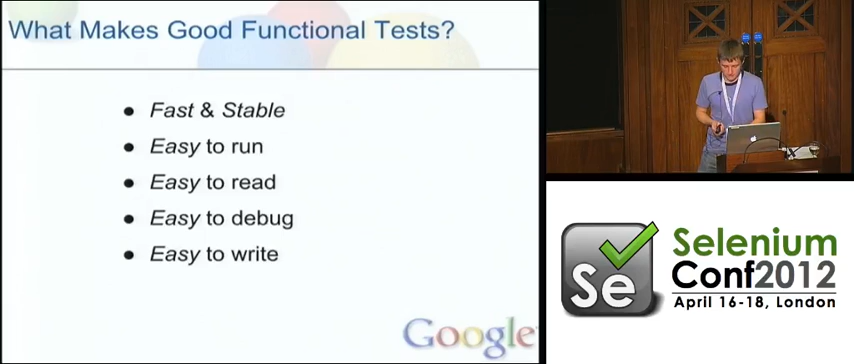 What Makes Good Functional Tests?
● Fast & Stable
● Easy to run
● Easy to read
● Easy to debug
● Easy to write
Google
Se
Selenium
Conf2012
April 16-18, London